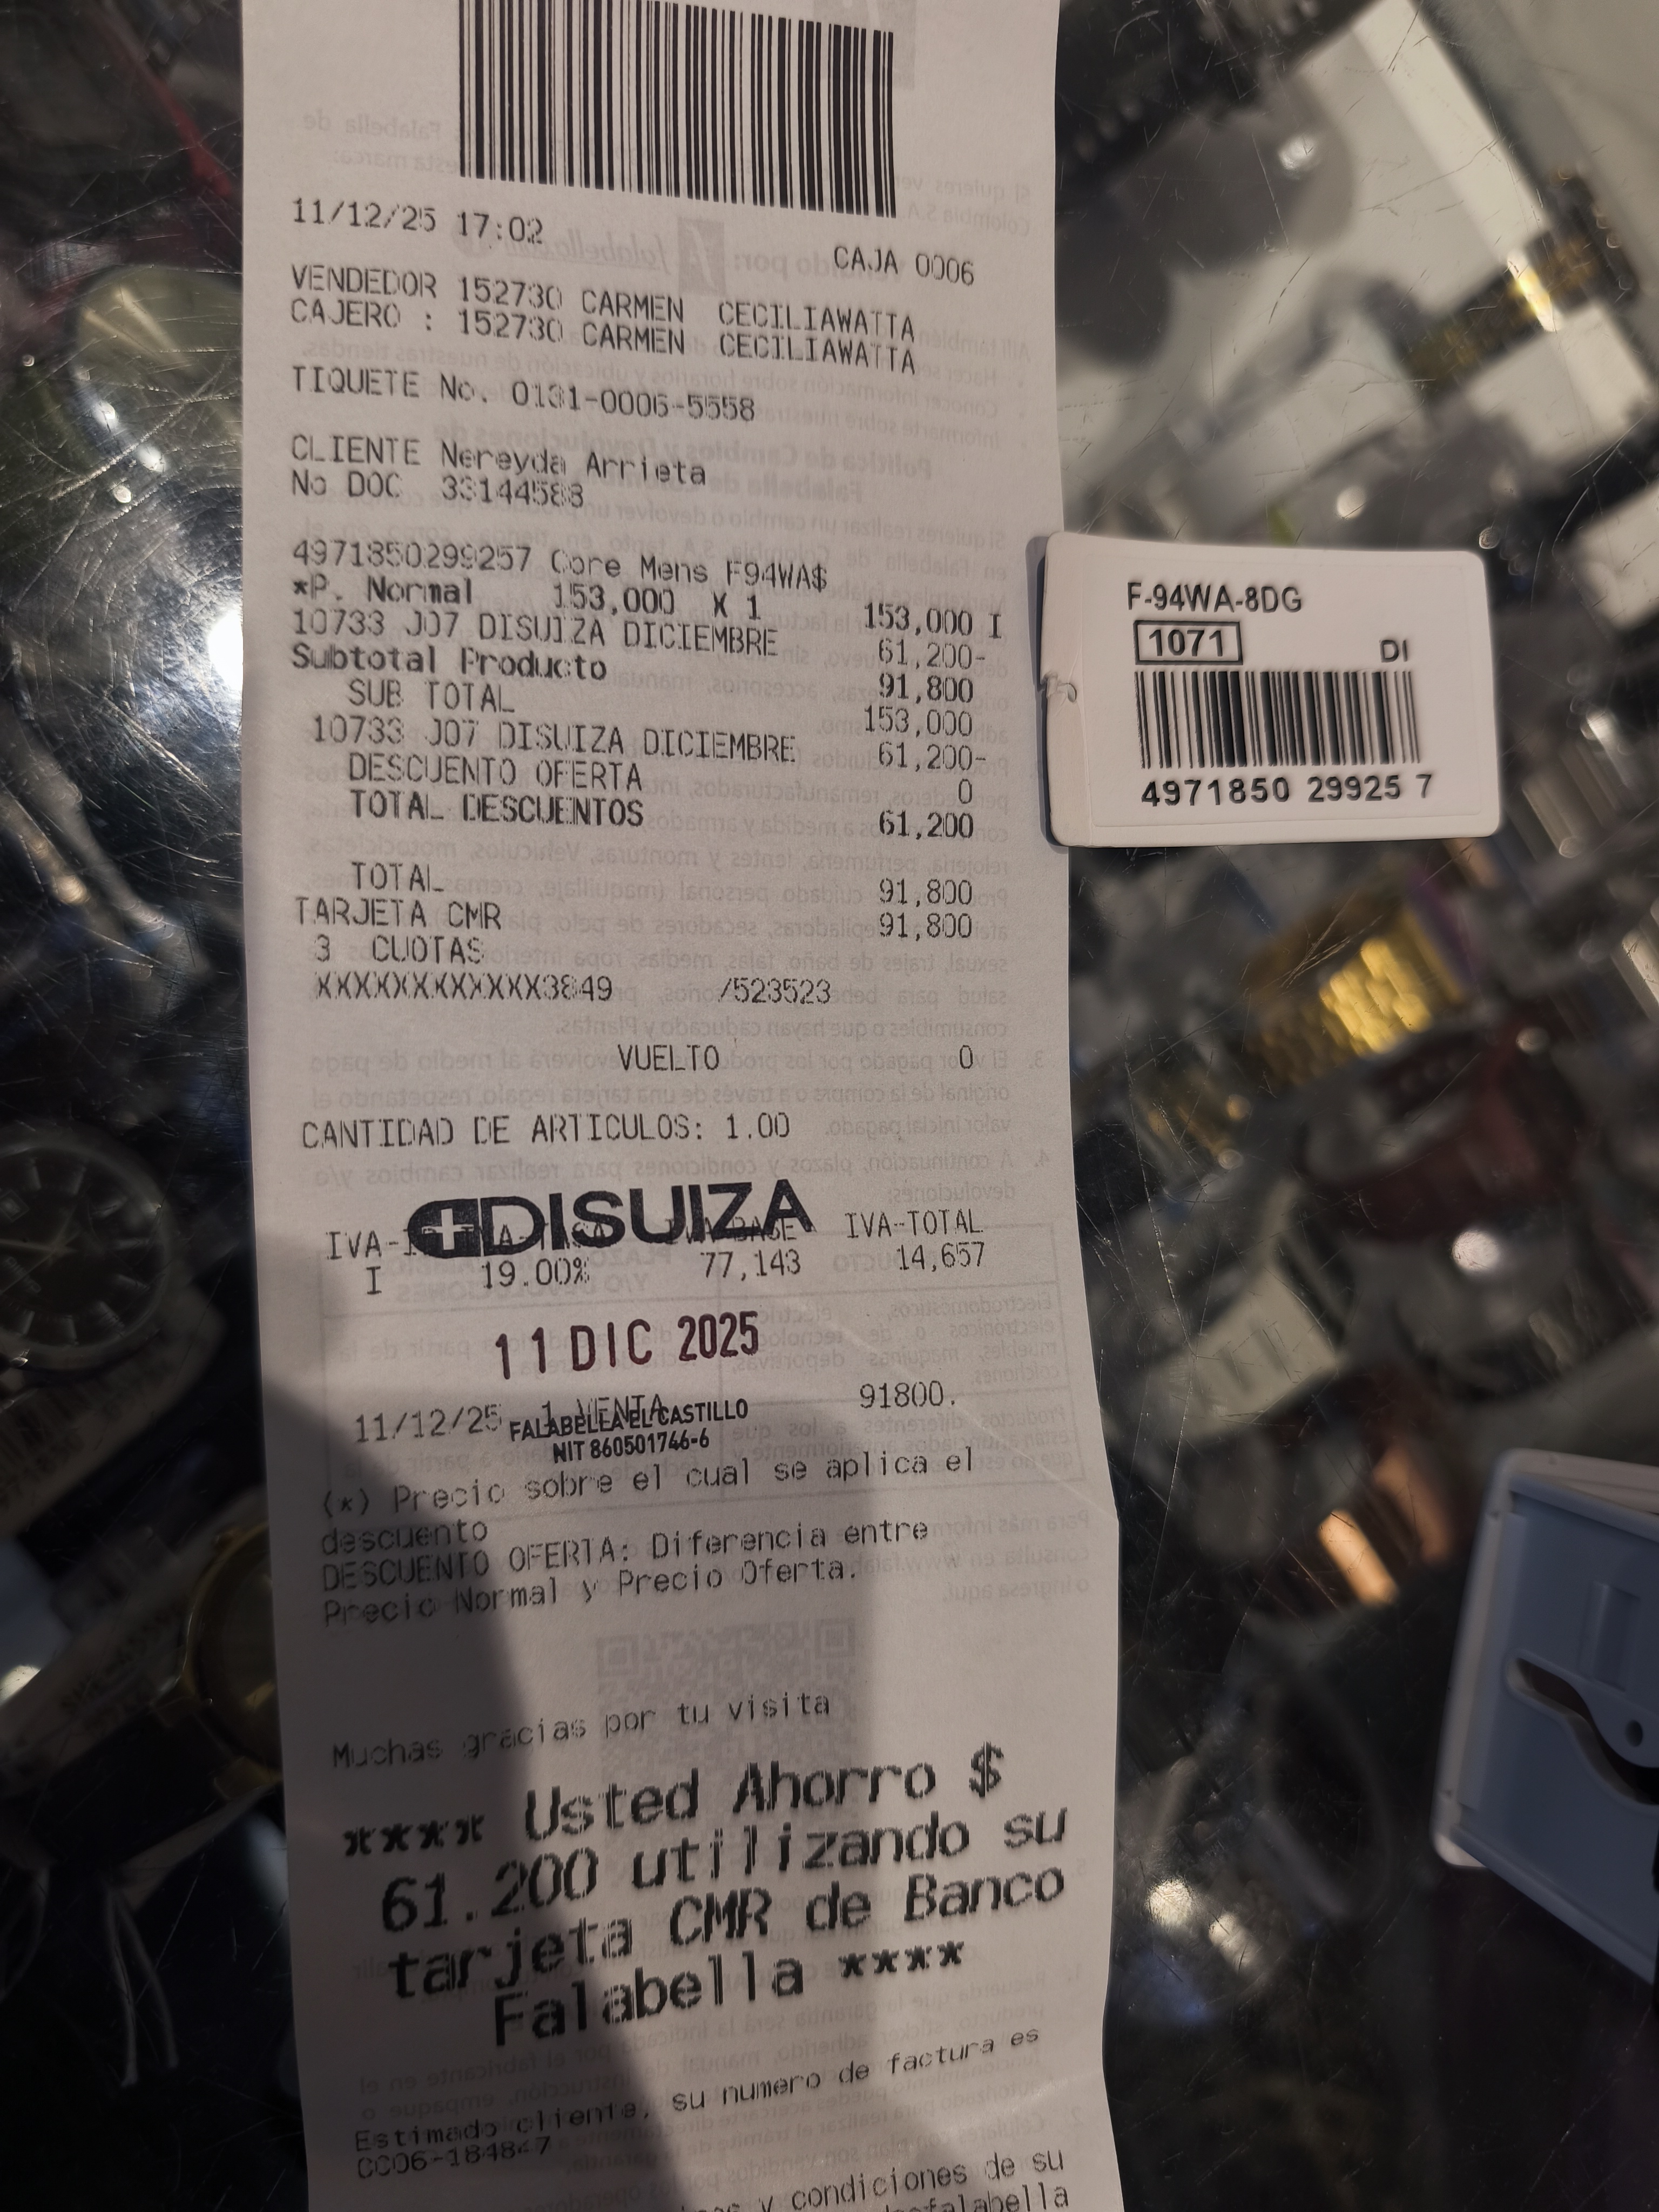 11/12/25 17:02
CAJA 0006
VENDEDOR 152730 CARMEN CECILIAWATTA
CAJERO : 152730 CARMEN CECILIAWATTA
TIQUETE No. 0131-0006-5558
CLIENTE Nereyda Arrieta
No DOC 33144583
4971850299257 Core Mens F94WA$
*P. Normal 153,000 X 1 153,000 I
10733 J07 DISUIZA DICIEMBRE 61,200-
Subtotal Producto 91,800
SUB TOTAL 153,000
10733 J07 DISUIZA DICIEMBRE 61,200-
DESCUENTO OFERTA 0
TOTAL DESCUENTOS 61,200
TOTAL 91,800
TARJETA CMR 91,800
3 CUOTAS
XXXXXXXXXXXX3849 /523523
VUELTO 0
CANTIDAD DE ARTICULOS: 1.00
DISUIZA
IVA-TOTAL
I 19.00% 77,143 14,657
11 DIC 2025
11/12/25 1 VENTA 91800.
FALABELLA EL CASTILLO
NIT 860501746-6
(*) Precio sobre el cual se aplica el
descuento
DESCUENTO OFERTA: Diferencia entre
Precio Normal y Precio Oferta.
Muchas gracias por tu visita
**** Usted Ahorro $
61.200 utilizando su
tarjeta CMR de Banco
Falabella ****
Estimado cliente, su numero de factura es
y condiciones de su
F-94WA-8DG
1071
DI
4971850 29925 7